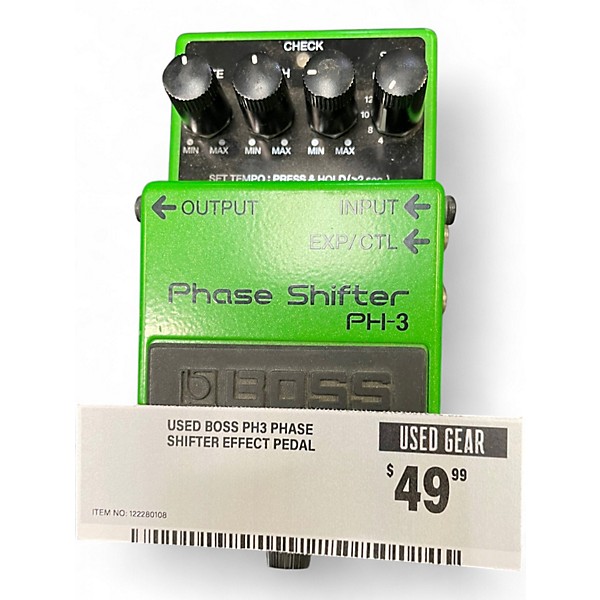 CHECK
MIN MAX MIN MAX MIN MAX
12
10
8
4
SET TEMPO : PRESS & HOLD (>2 sec.)
OUTPUT INPUT
EXP/CTL
Phase Shifter
PH-3
BOSS
USED BOSS PH3 PHASE
SHIFTER EFFECT PEDAL
USED GEAR
$49.99
ITEM NO: 122280108